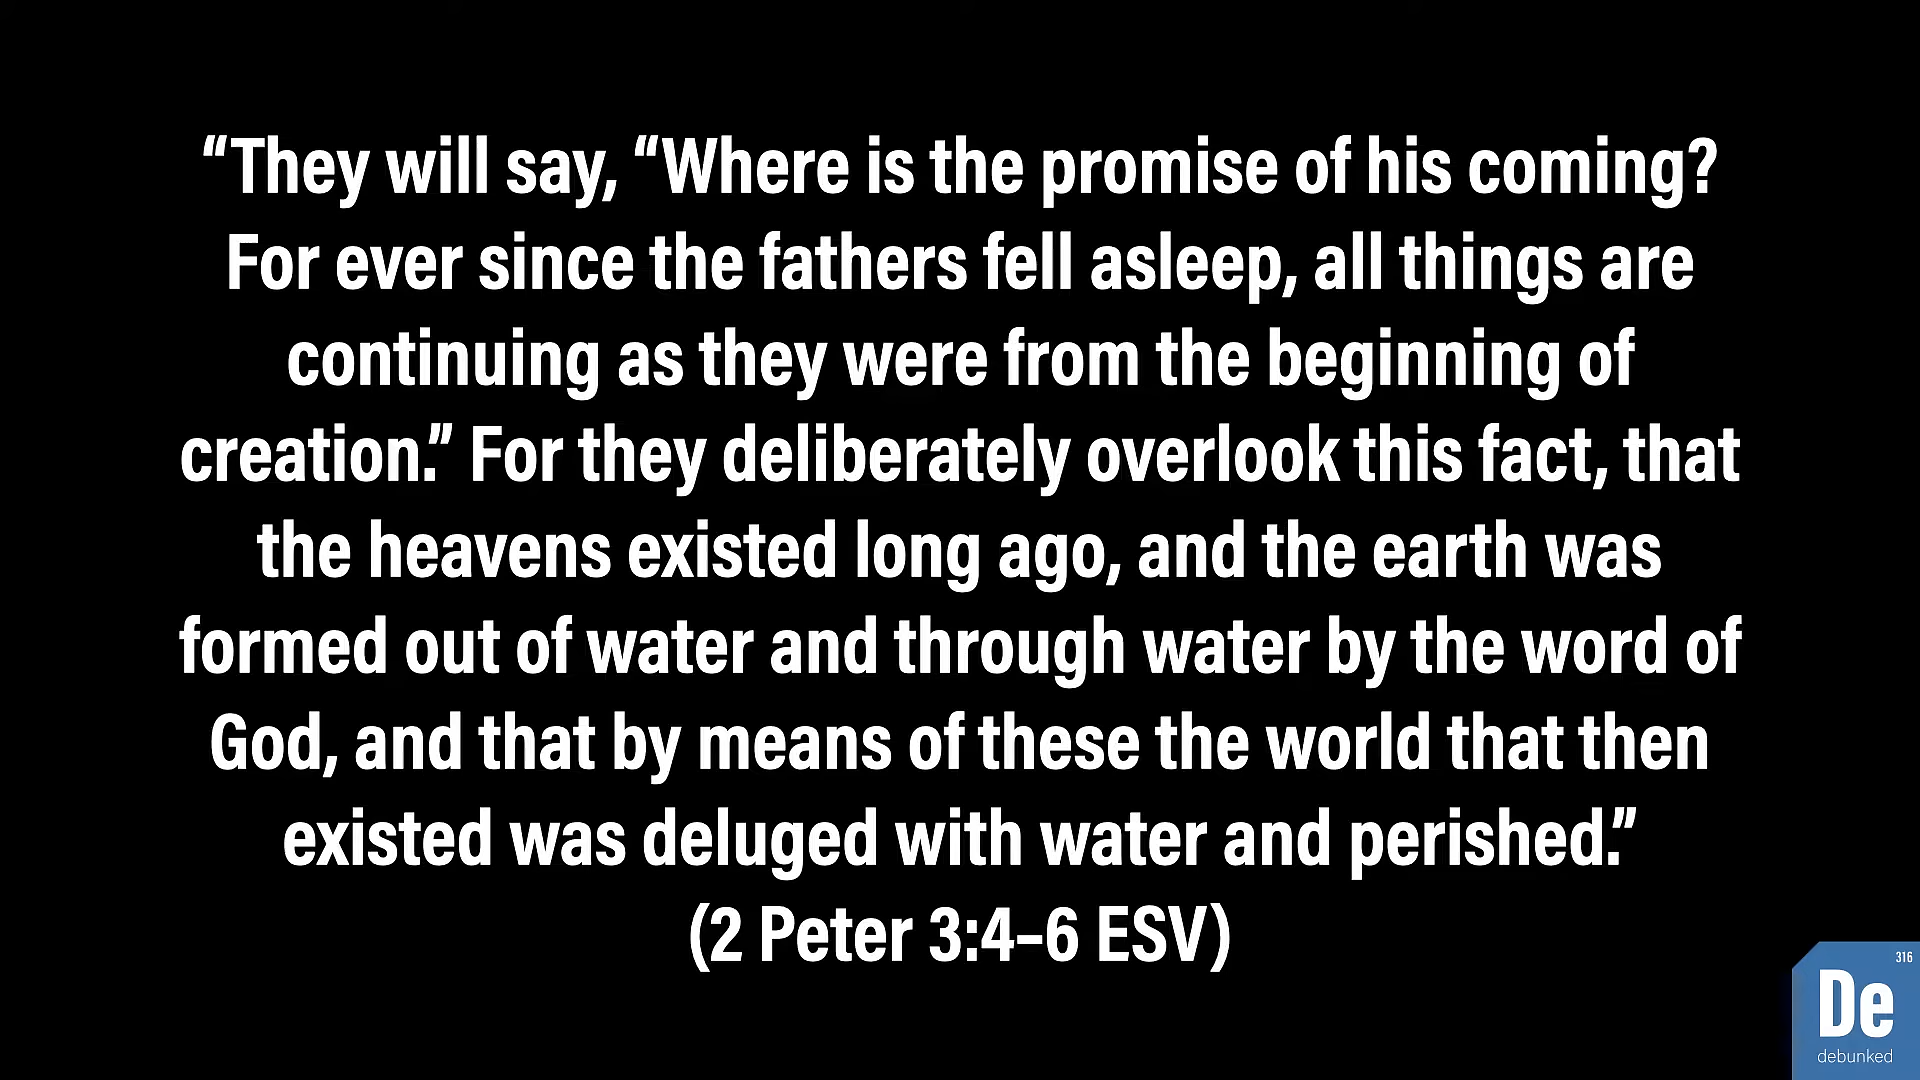 “They will say, “Where is the promise of his coming?
For ever since the fathers fell asleep, all things are
continuing as they were from the beginning of
creation.” For they deliberately overlook this fact, that
the heavens existed long ago, and the earth was
formed out of water and through water by the word of
God, and that by means of these the world that then
existed was deluged with water and perished.”
(2 Peter 3:4–6 ESV)
316
De
debunked